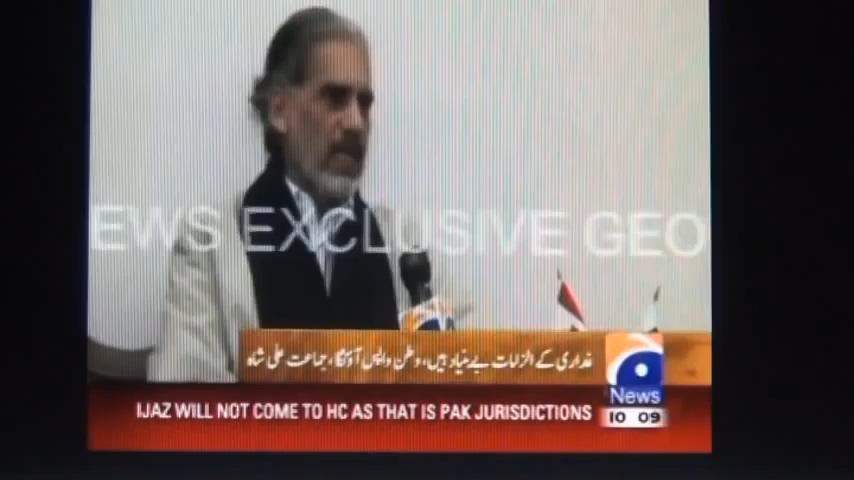 EWS EXCLUSIVE GEO
غداری کے الزامات بے بنیاد ہیں، وطن واپس آؤنگا، جماعت علی شاہ
News
IJAZ WILL NOT COME TO HC AS THAT IS PAK JURISDICTIONS
10 09